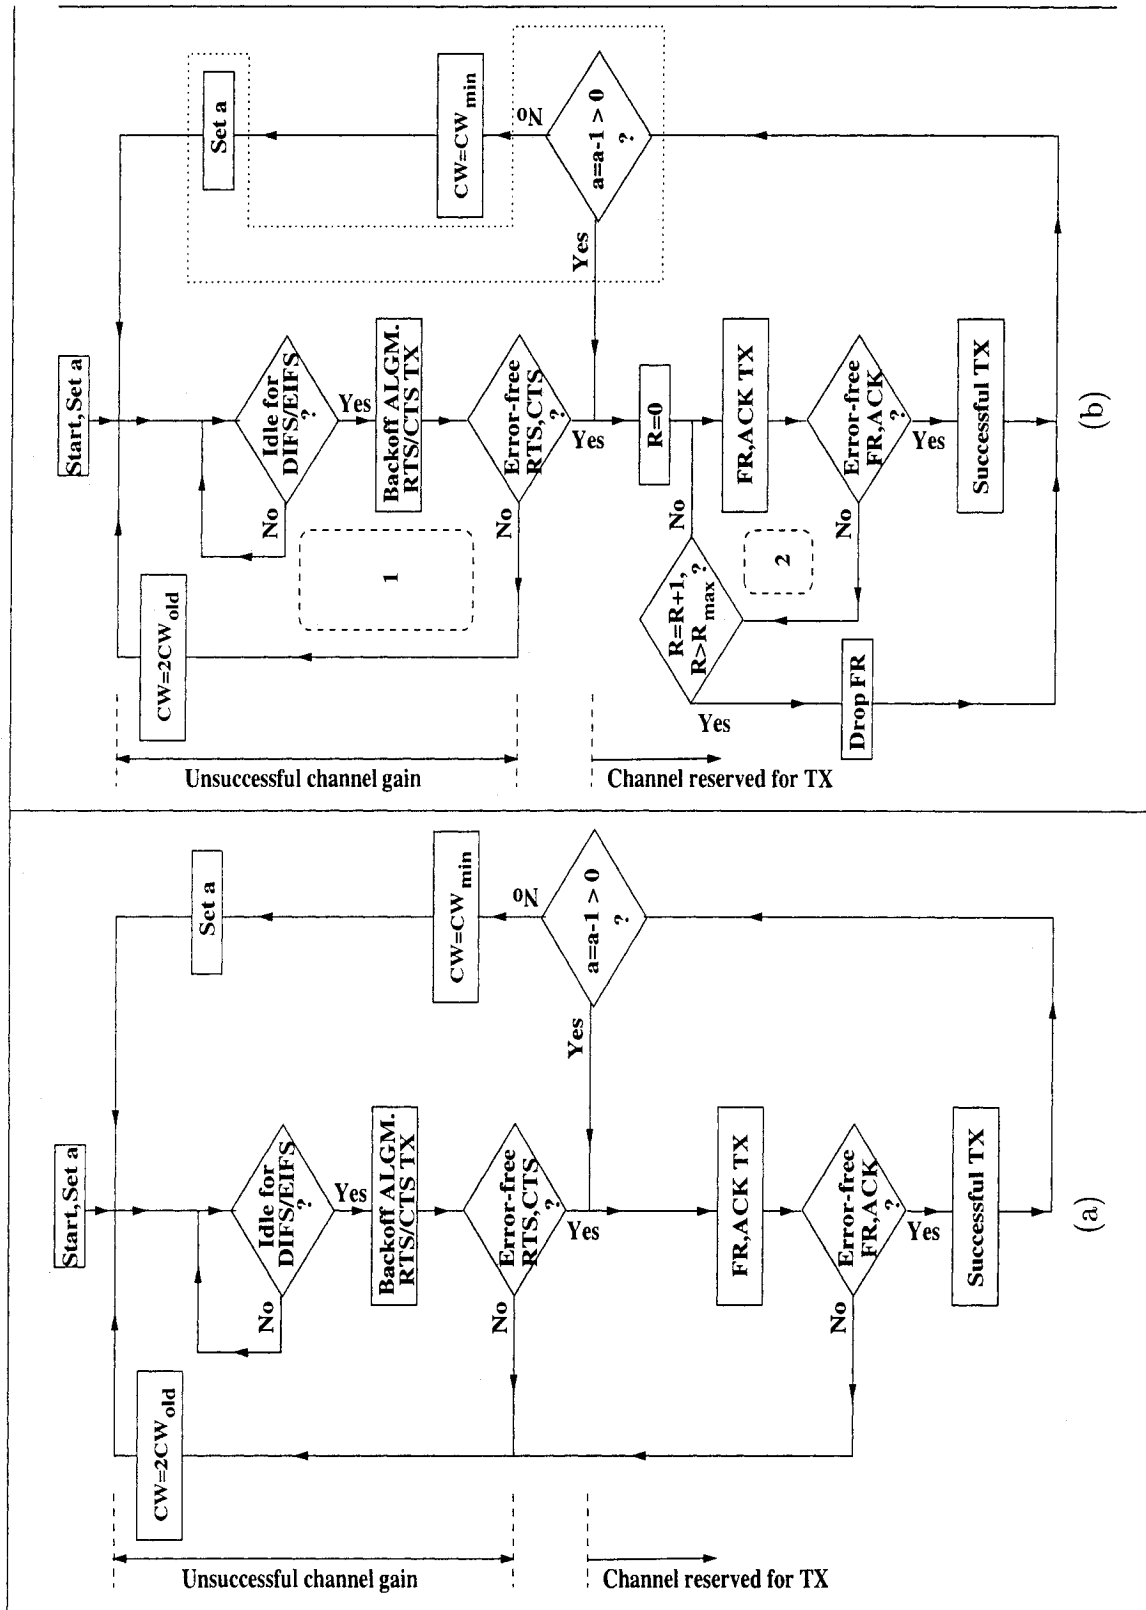 Start,Set a
Set a
CW=2CW old
Idle for
DIFS/EIFS
?
No
Yes
Backoff ALGM.
RTS/CTS TX
CW=CW min
1
Error-free
RTS,CTS
?
No
Yes
No
a=a-1 > 0
?
Yes
Unsuccessful channel gain
Channel reserved for TX
R=0
No
R=R+1,
R>R max ?
Yes
FR,ACK TX
2
Error-free
FR,ACK
?
No
Yes
Drop FR
Successful TX
(b)
Start,Set a
Set a
CW=2CW old
Idle for
DIFS/EIFS
?
No
Yes
Backoff ALGM.
RTS/CTS TX
CW=CW min
Error-free
RTS,CTS
?
No
Yes
No
a=a-1 > 0
?
Yes
Unsuccessful channel gain
Channel reserved for TX
FR,ACK TX
Error-free
FR,ACK
?
No
Yes
Successful TX
(a)